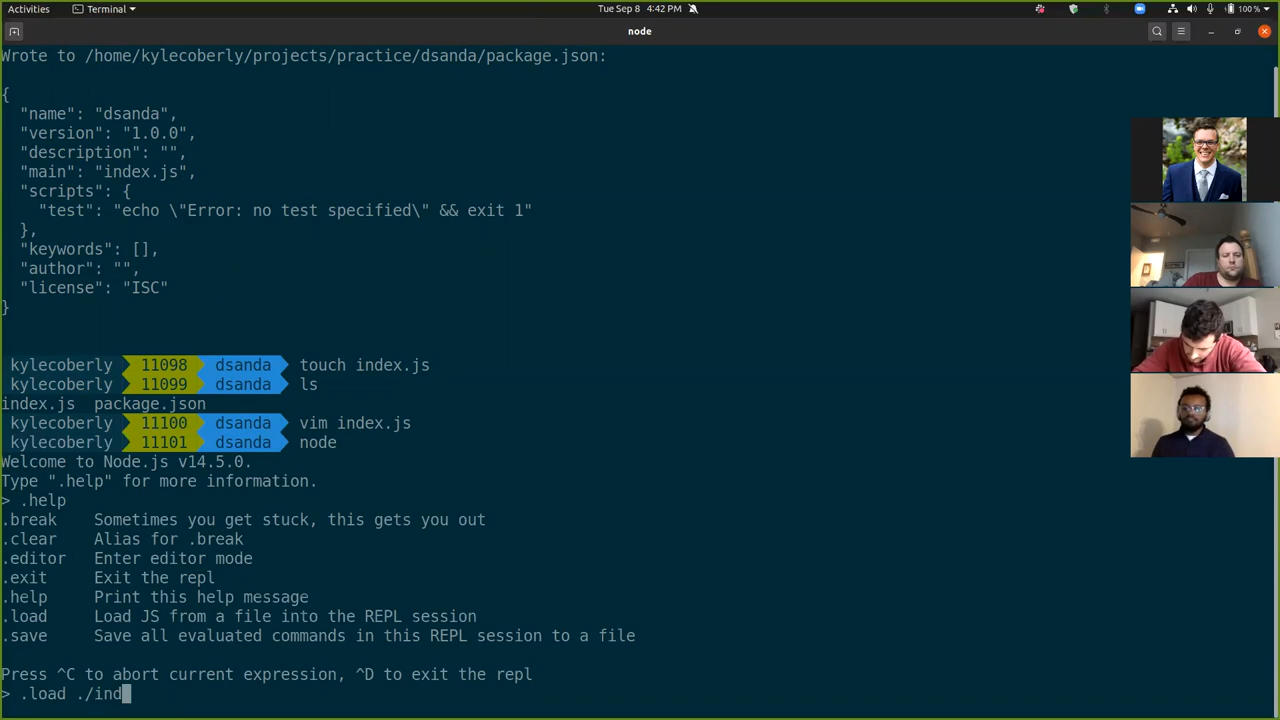 Activities Terminal Tue Sep 8 4:42 PM 100 %
node
Wrote to /home/kylecoberly/projects/practice/dsanda/package.json:
{
"name": "dsanda",
"version": "1.0.0",
"description": "",
"main": "index.js",
"scripts": {
"test": "echo \"Error: no test specified\" && exit 1"
},
"keywords": [],
"author": "",
"license": "ISC"
}
kylecoberly 11098 dsanda touch index.js
kylecoberly 11099 dsanda ls
index.js package.json
kylecoberly 11100 dsanda vim index.js
kylecoberly 11101 dsanda node
Welcome to Node.js v14.5.0.
Type ".help" for more information.
> .help
.break Sometimes you get stuck, this gets you out
.clear Alias for .break
.editor Enter editor mode
.exit Exit the repl
.help Print this help message
.load Load JS from a file into the REPL session
.save Save all evaluated commands in this REPL session to a file
Press ^C to abort current expression, ^D to exit the repl
> .load ./ind